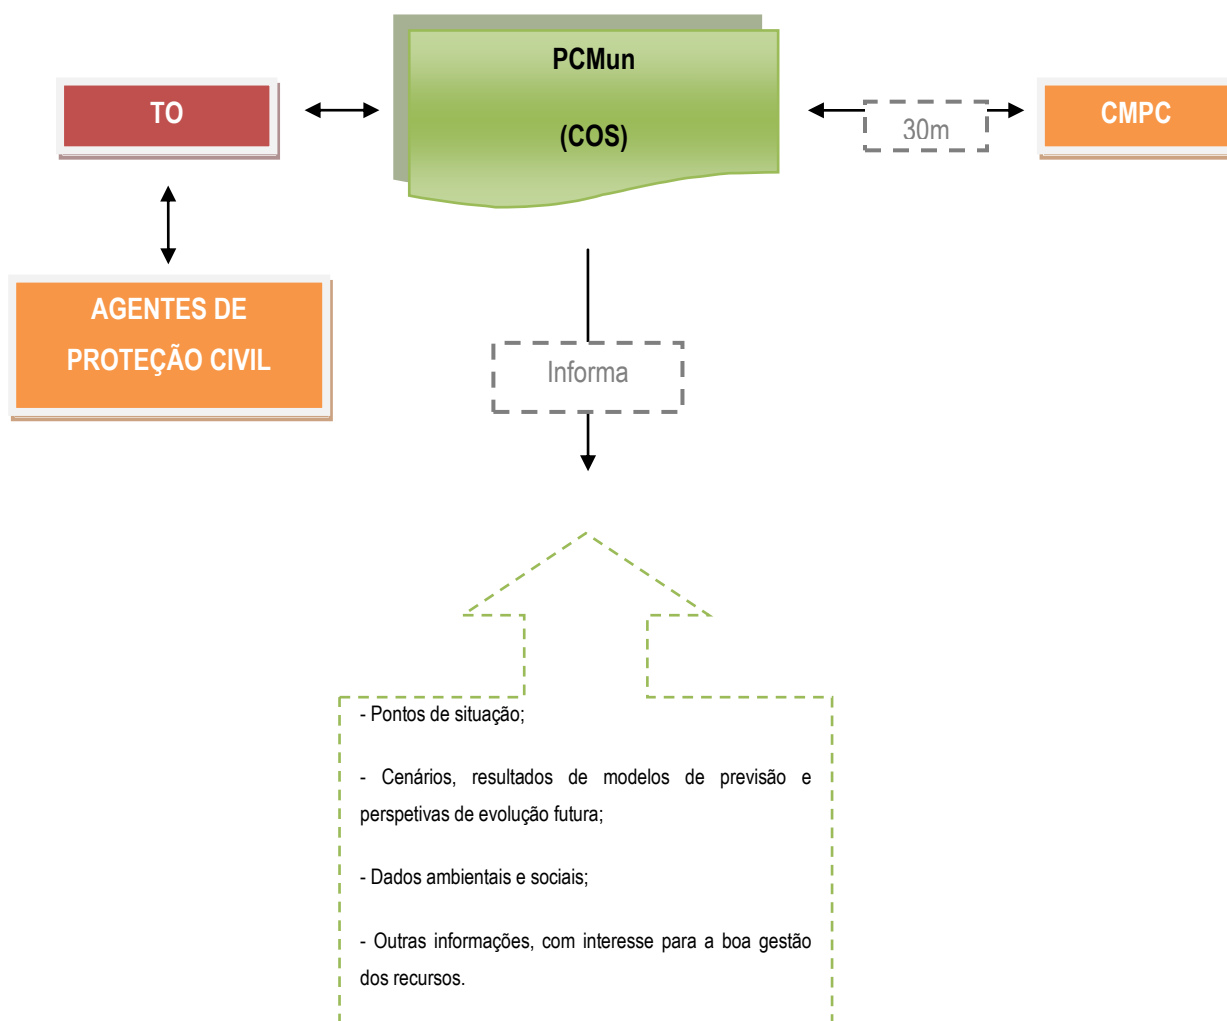 PCMun
(COS)
TO
30m
CMPC
AGENTES DE
PROTEÇÃO CIVIL
Informa
- Pontos de situação;
- Cenários, resultados de modelos de previsão e
perspetivas de evolução futura;
- Dados ambientais e sociais;
- Outras informações, com interesse para a boa gestão
dos recursos.